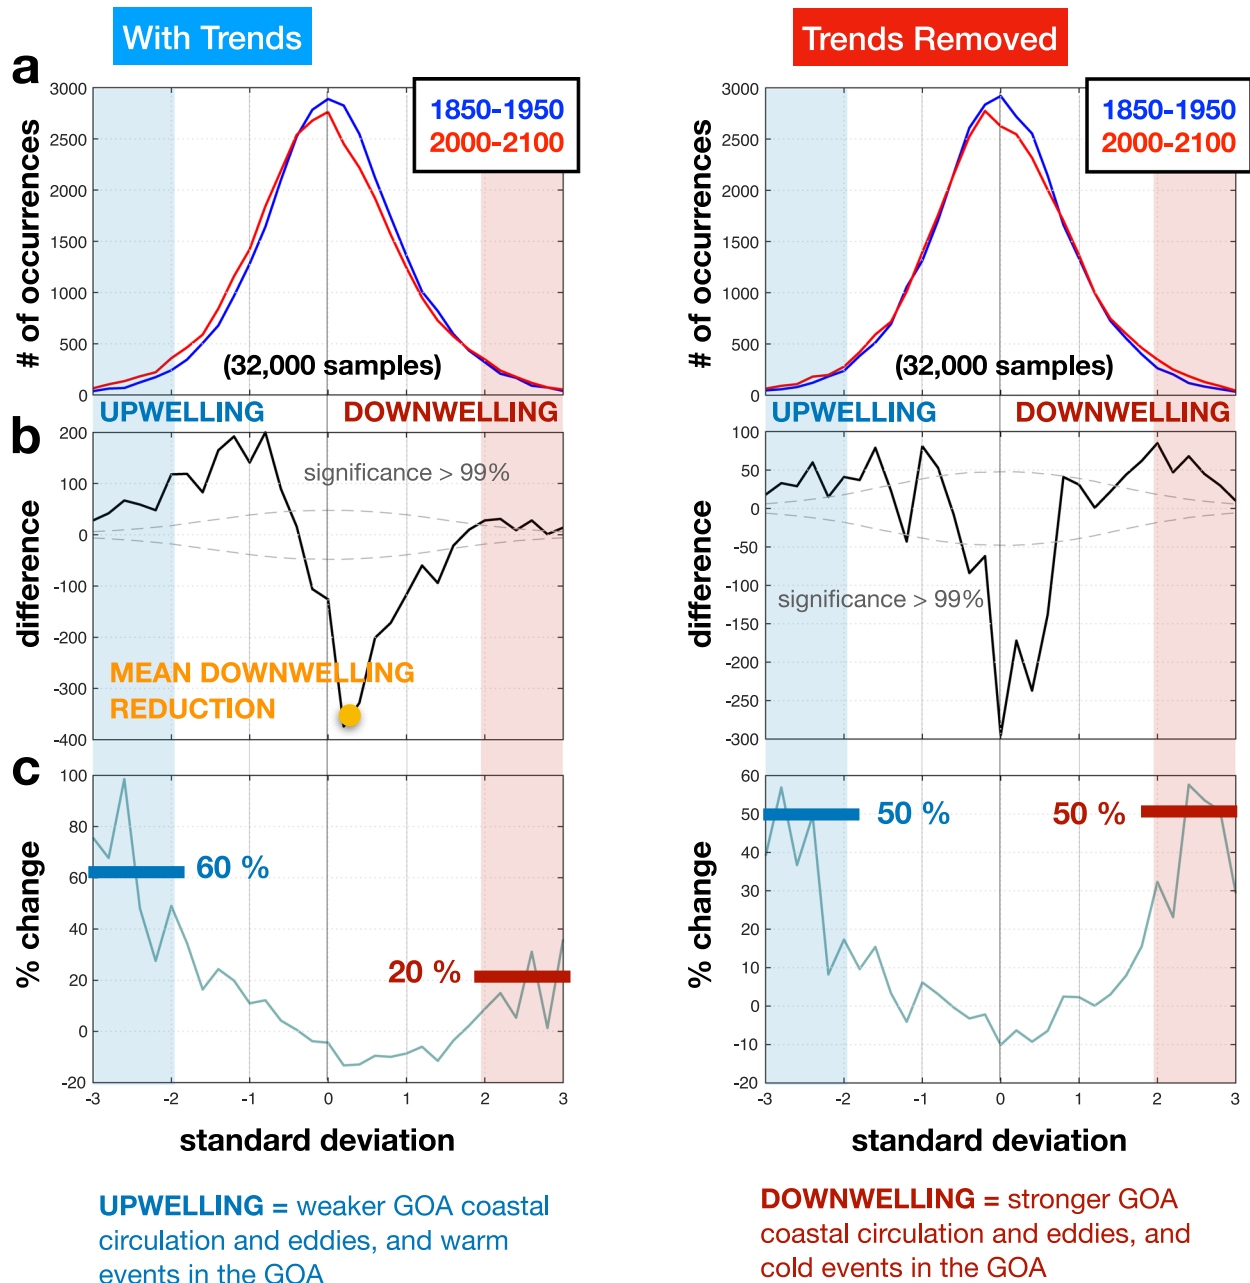 With Trends
Trends Removed
a
# of occurrences
3000
2500
2000
1500
1000
500
0
1850-1950
2000-2100
(32,000 samples)
UPWELLING
DOWNWELLING
# of occurrences
3000
2500
2000
1500
1000
500
0
1850-1950
2000-2100
(32,000 samples)
UPWELLING
DOWNWELLING
b
difference
200
100
0
-100
-200
-300
-400
significance > 99%
MEAN DOWNWELLING
REDUCTION
difference
100
50
0
-50
-100
-150
-200
-250
-300
significance > 99%
c
% change
100
80
60
40
20
0
-20
60 %
20 %
-3 -2 -1 0 1 2 3
standard deviation
% change
60
50
40
30
20
10
0
-10
-20
50 %
50 %
-3 -2 -1 0 1 2 3
standard deviation
UPWELLING = weaker GOA coastal
circulation and eddies, and warm
events in the GOA
DOWNWELLING = stronger GOA
coastal circulation and eddies, and
cold events in the GOA